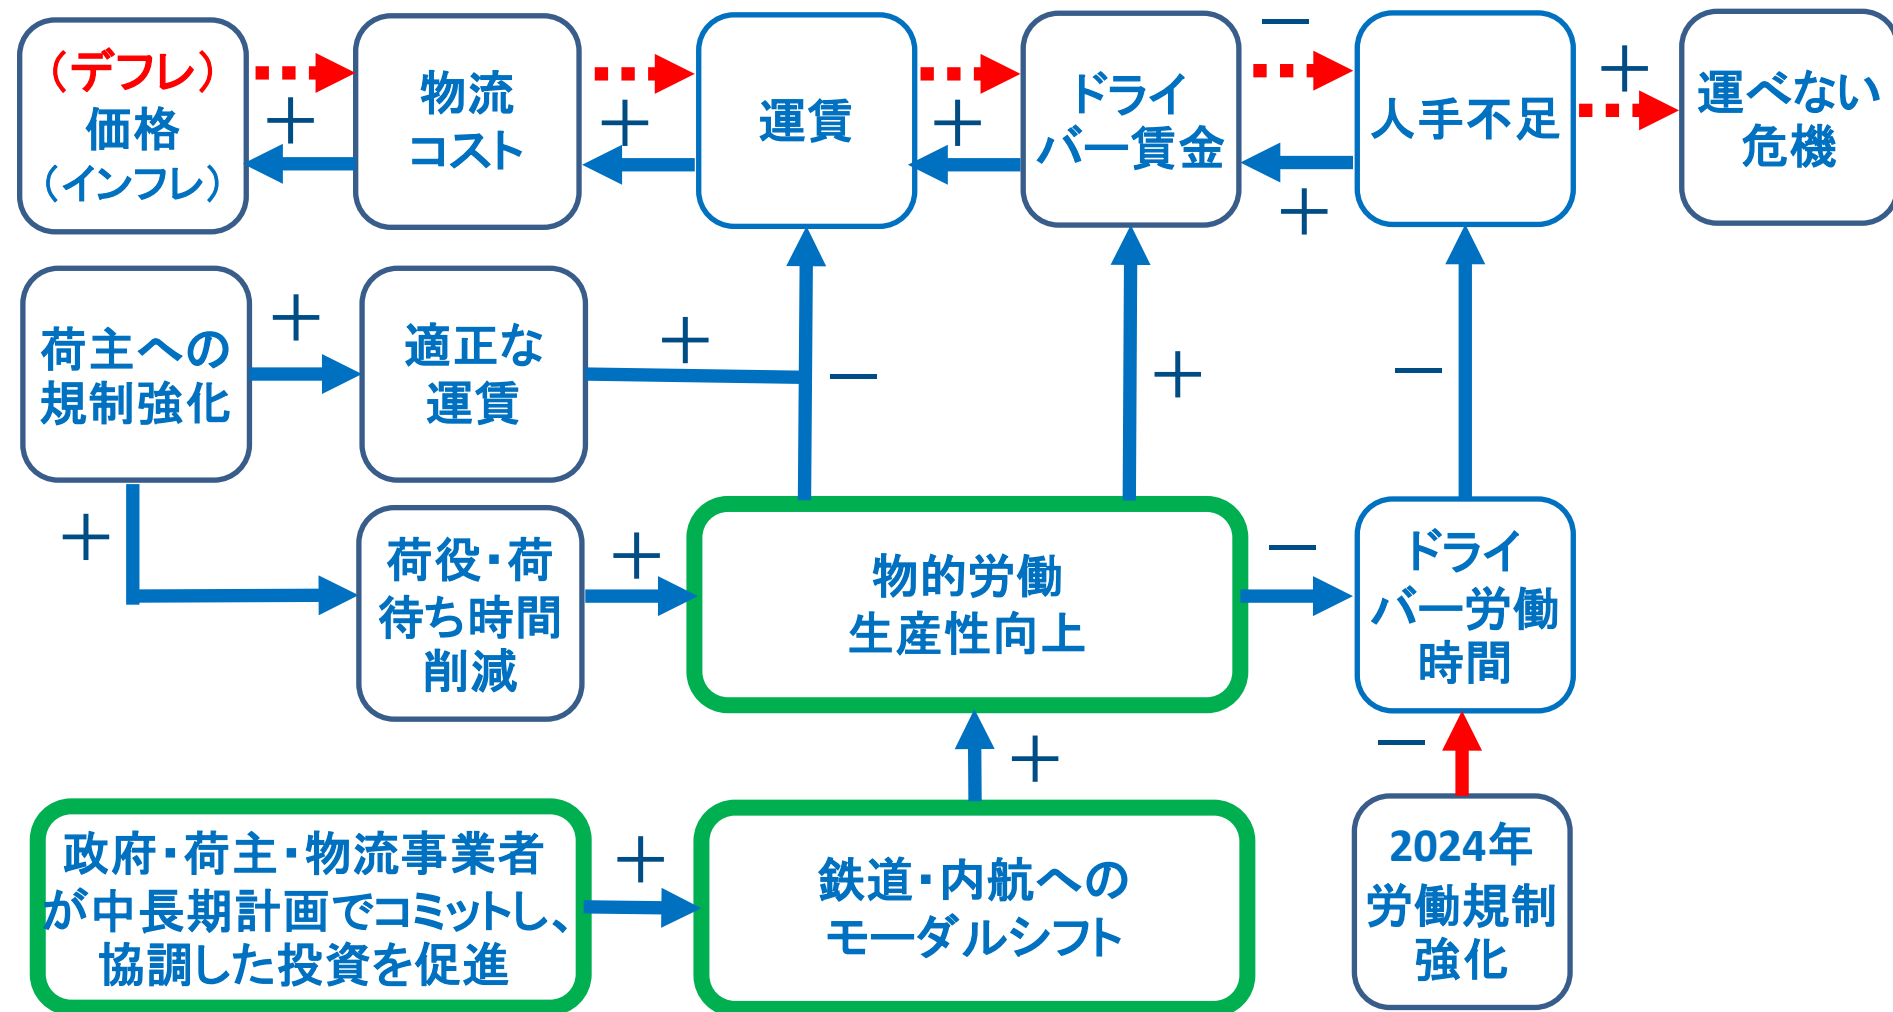 （デフレ）
価格
（インフレ）
＋
物流
コスト
＋
運賃
＋
ドライ
バー賃金
－
＋
人手不足
＋
運べない
危機
荷主への
規制強化
＋
適正な
運賃
＋
－
＋
－
＋
荷役・荷
待ち時間
削減
＋
物的労働
生産性向上
－
ドライ
バー労働
時間
＋
－
政府・荷主・物流事業者
が中長期計画でコミットし、
協調した投資を促進
＋
鉄道・内航への
モーダルシフト
2024年
労働規制
強化